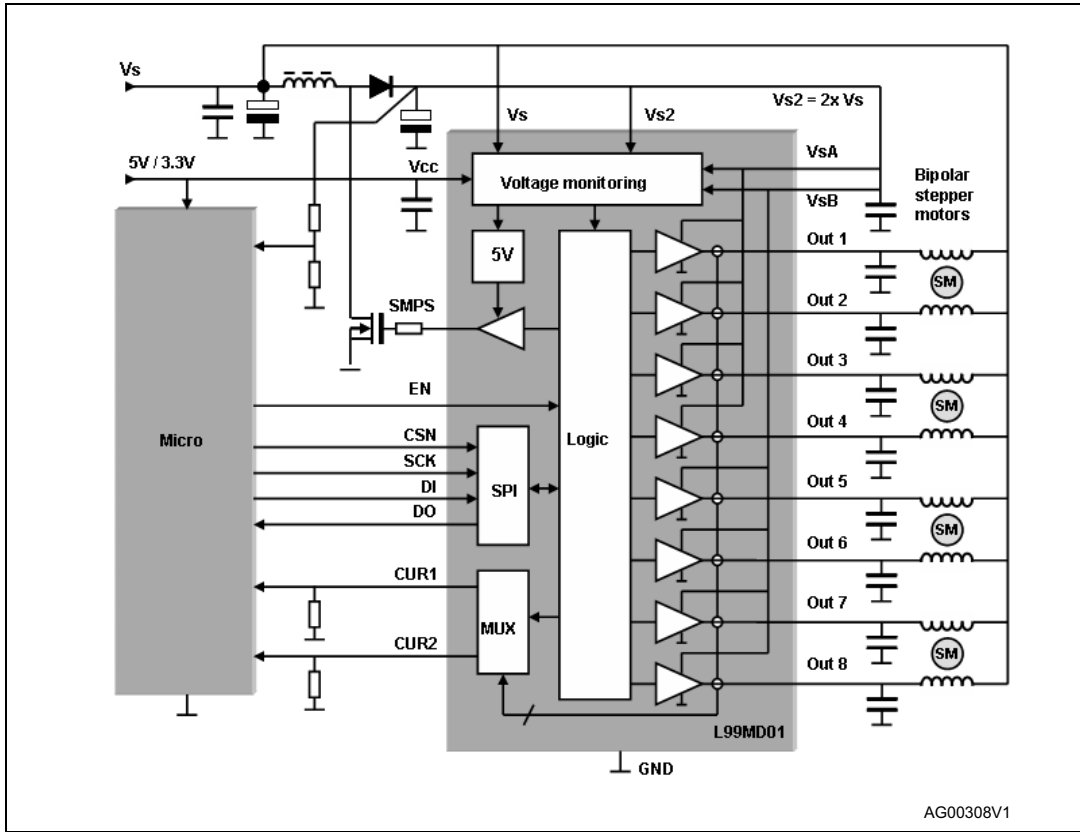 Vs
Vs
Vs2
Vs2 = 2x Vs
5V / 3.3V
Vcc
Voltage monitoring
VsA
VsB
Bipolar
stepper
motors
Out 1
5V
SM
SMPS
Out 2
Out 3
EN
SM
Micro
CSN
Logic
Out 4
SCK
SPI
DI
Out 5
DO
SM
Out 6
CUR1
Out 7
MUX
CUR2
SM
Out 8
L99MD01
GND
AG00308V1